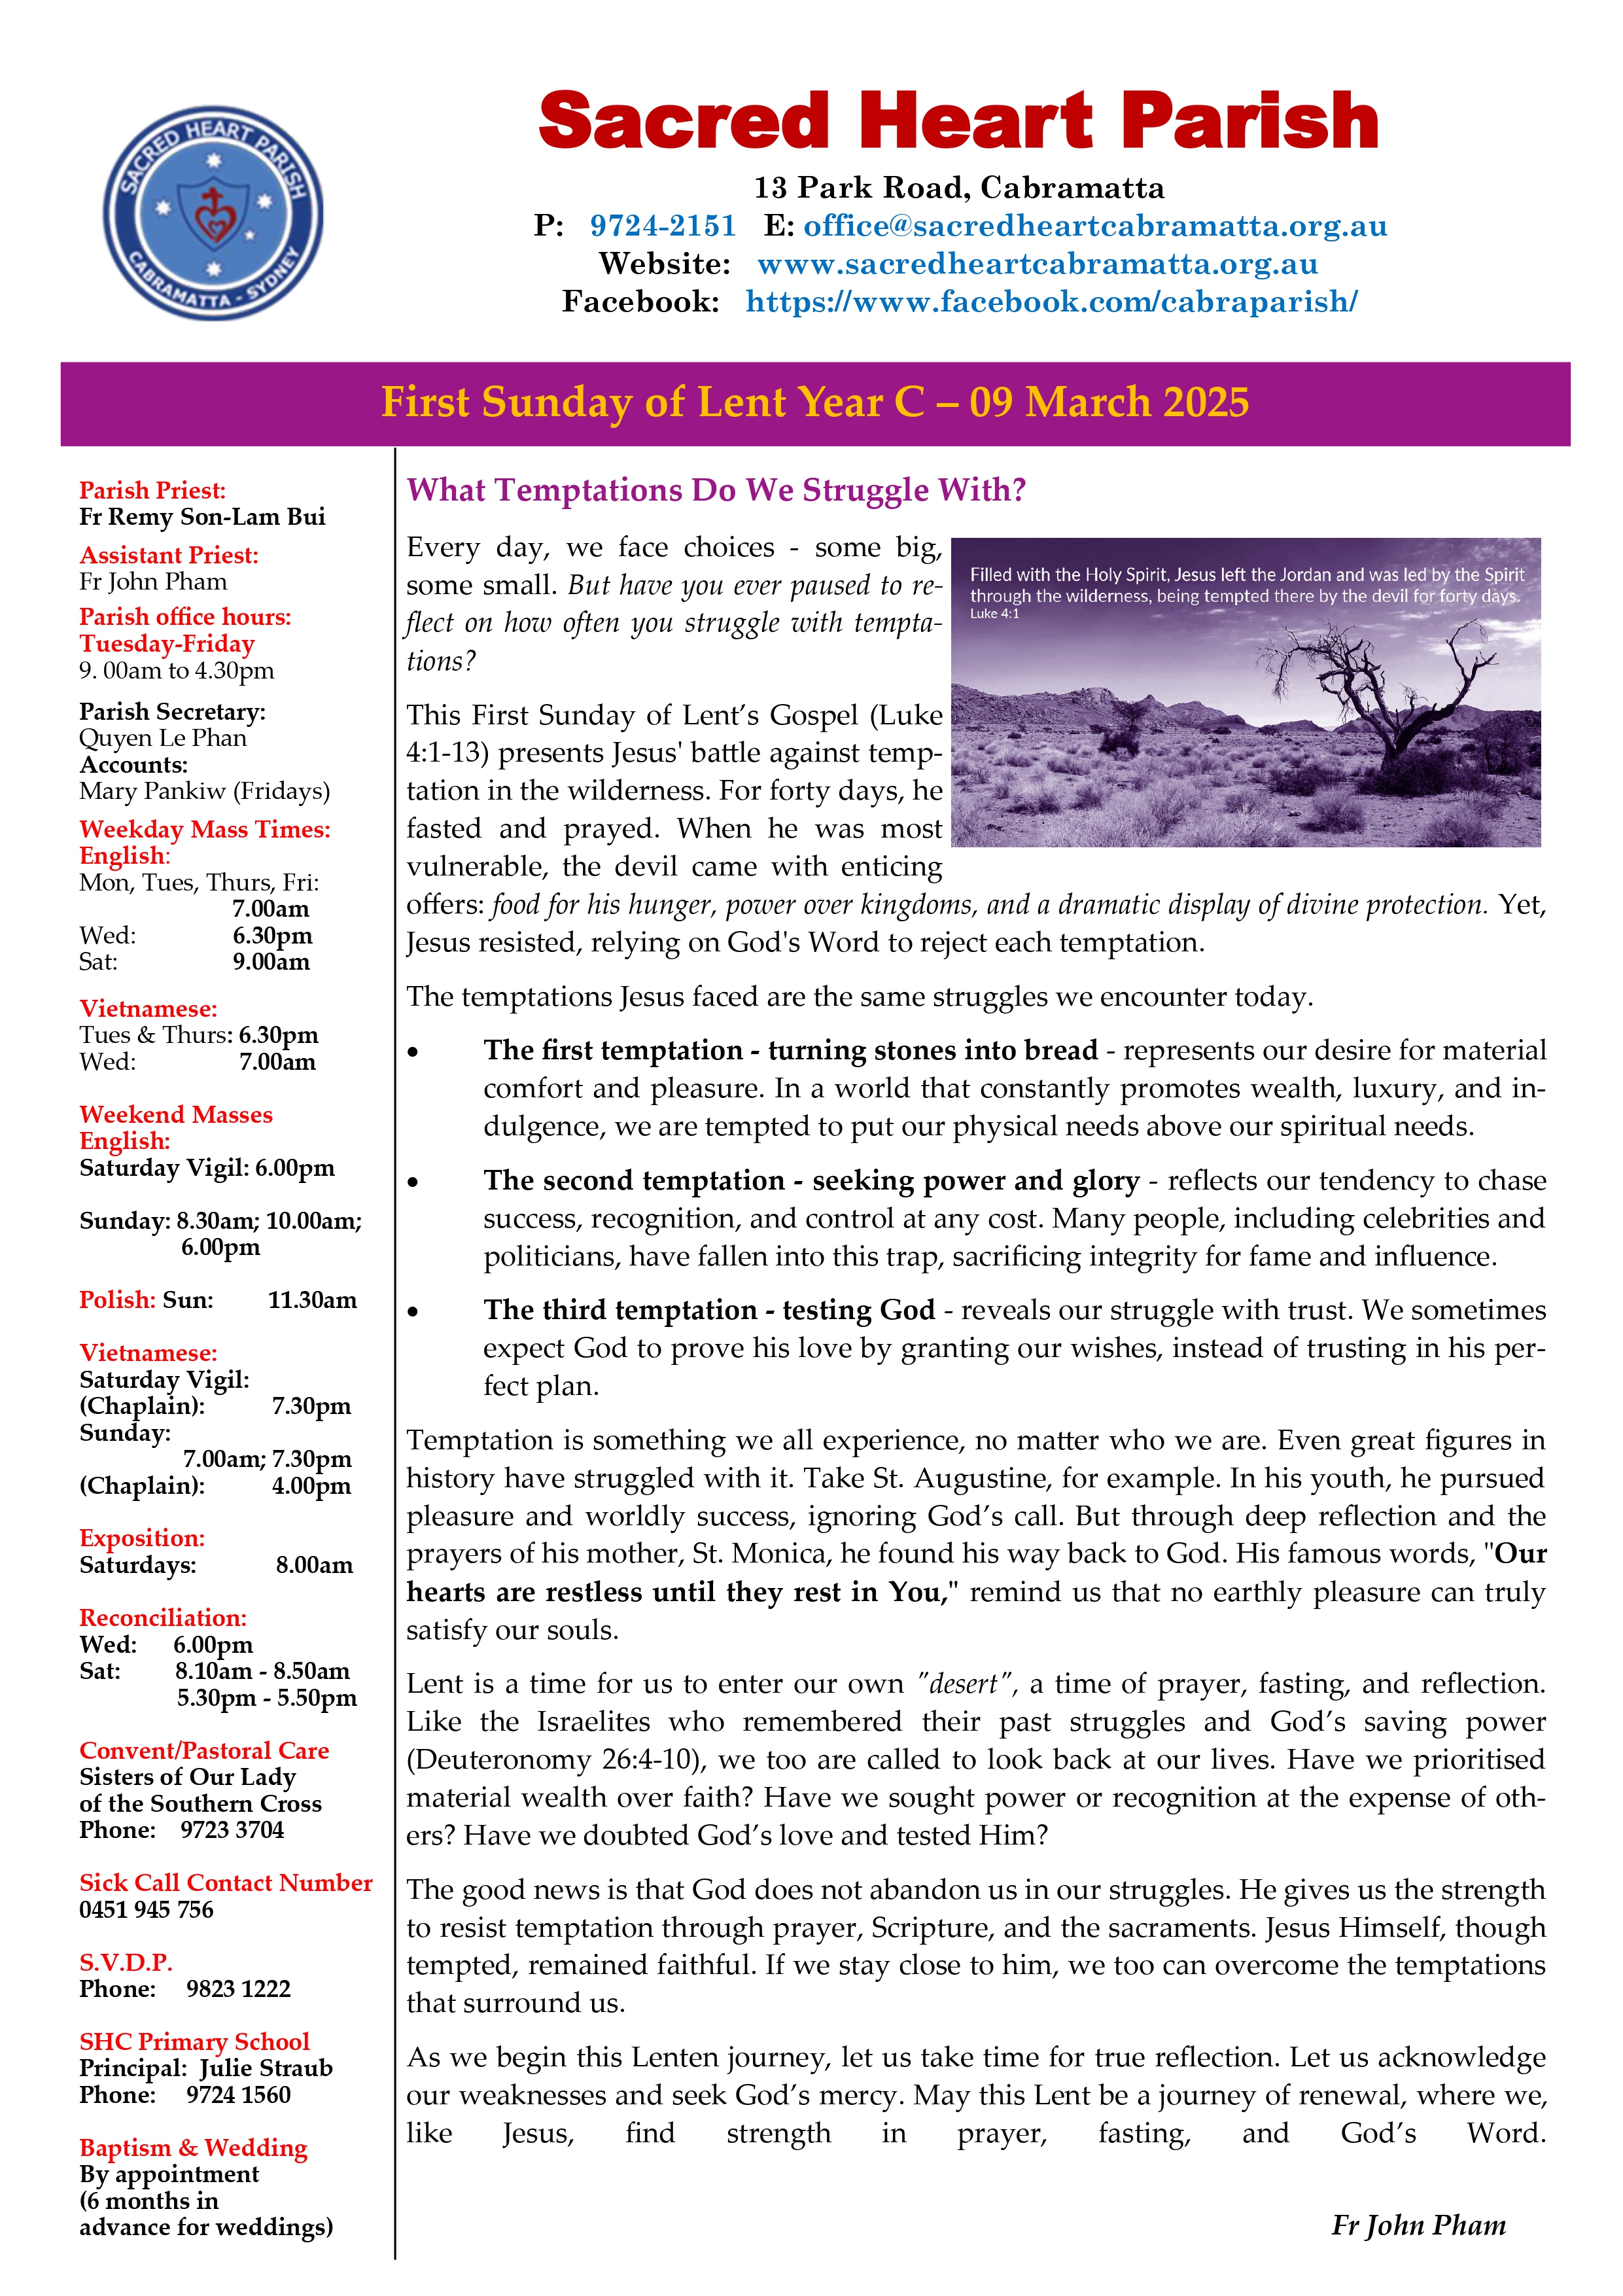 SACRED HEART PARISH
CABRAMATTA - SYDNEY
Sacred Heart Parish
13 Park Road, Cabramatta
P: 9724-2151 E: office@sacredheartcabramatta.org.au
Website: www.sacredheartcabramatta.org.au
Facebook: https://www.facebook.com/cabraparish/
First Sunday of Lent Year C – 09 March 2025
Parish Priest:
Fr Remy Son-Lam Bui
Assistant Priest:
Fr John Pham
Parish office hours:
Tuesday-Friday
9. 00am to 4.30pm
Parish Secretary:
Quyen Le Phan
Accounts:
Mary Pankiw (Fridays)
Weekday Mass Times:
English:
Mon, Tues, Thurs, Fri:
7.00am
Wed: 6.30pm
Sat: 9.00am
Vietnamese:
Tues & Thurs: 6.30pm
Wed: 7.00am
Weekend Masses
English:
Saturday Vigil: 6.00pm
Sunday: 8.30am; 10.00am;
6.00pm
Polish: Sun: 11.30am
Vietnamese:
Saturday Vigil:
(Chaplain): 7.30pm
Sunday:
7.00am; 7.30pm
(Chaplain): 4.00pm
Exposition:
Saturdays: 8.00am
Reconciliation:
Wed: 6.00pm
Sat: 8.10am - 8.50am
5.30pm - 5.50pm
Convent/Pastoral Care
Sisters of Our Lady
of the Southern Cross
Phone: 9723 3704
Sick Call Contact Number
0451 945 756
S.V.D.P.
Phone: 9823 1222
SHC Primary School
Principal: Julie Straub
Phone: 9724 1560
Baptism & Wedding
By appointment
(6 months in
advance for weddings)
What Temptations Do We Struggle With?
Every day, we face choices - some big,
some small. But have you ever paused to re-
flect on how often you struggle with tempta-
tions?
Filled with the Holy Spirit, Jesus left the Jordan and was led by the Spirit
through the wilderness, being tempted there by the devil for forty days.
Luke 4:1
This First Sunday of Lent’s Gospel (Luke
4:1-13) presents Jesus' battle against temp-
tation in the wilderness. For forty days, he
fasted and prayed. When he was most
vulnerable, the devil came with enticing
offers: food for his hunger, power over kingdoms, and a dramatic display of divine protection. Yet,
Jesus resisted, relying on God's Word to reject each temptation.
The temptations Jesus faced are the same struggles we encounter today.
• The first temptation - turning stones into bread - represents our desire for material
comfort and pleasure. In a world that constantly promotes wealth, luxury, and in-
dulgence, we are tempted to put our physical needs above our spiritual needs.
• The second temptation - seeking power and glory - reflects our tendency to chase
success, recognition, and control at any cost. Many people, including celebrities and
politicians, have fallen into this trap, sacrificing integrity for fame and influence.
• The third temptation - testing God - reveals our struggle with trust. We sometimes
expect God to prove his love by granting our wishes, instead of trusting in his per-
fect plan.
Temptation is something we all experience, no matter who we are. Even great figures in
history have struggled with it. Take St. Augustine, for example. In his youth, he pursued
pleasure and worldly success, ignoring God’s call. But through deep reflection and the
prayers of his mother, St. Monica, he found his way back to God. His famous words, "Our
hearts are restless until they rest in You," remind us that no earthly pleasure can truly
satisfy our souls.
Lent is a time for us to enter our own "desert", a time of prayer, fasting, and reflection.
Like the Israelites who remembered their past struggles and God’s saving power
(Deuteronomy 26:4-10), we too are called to look back at our lives. Have we prioritised
material wealth over faith? Have we sought power or recognition at the expense of oth-
ers? Have we doubted God’s love and tested Him?
The good news is that God does not abandon us in our struggles. He gives us the strength
to resist temptation through prayer, Scripture, and the sacraments. Jesus Himself, though
tempted, remained faithful. If we stay close to him, we too can overcome the temptations
that surround us.
As we begin this Lenten journey, let us take time for true reflection. Let us acknowledge
our weaknesses and seek God’s mercy. May this Lent be a journey of renewal, where we,
like Jesus, find strength in prayer, fasting, and God’s Word.
Fr John Pham